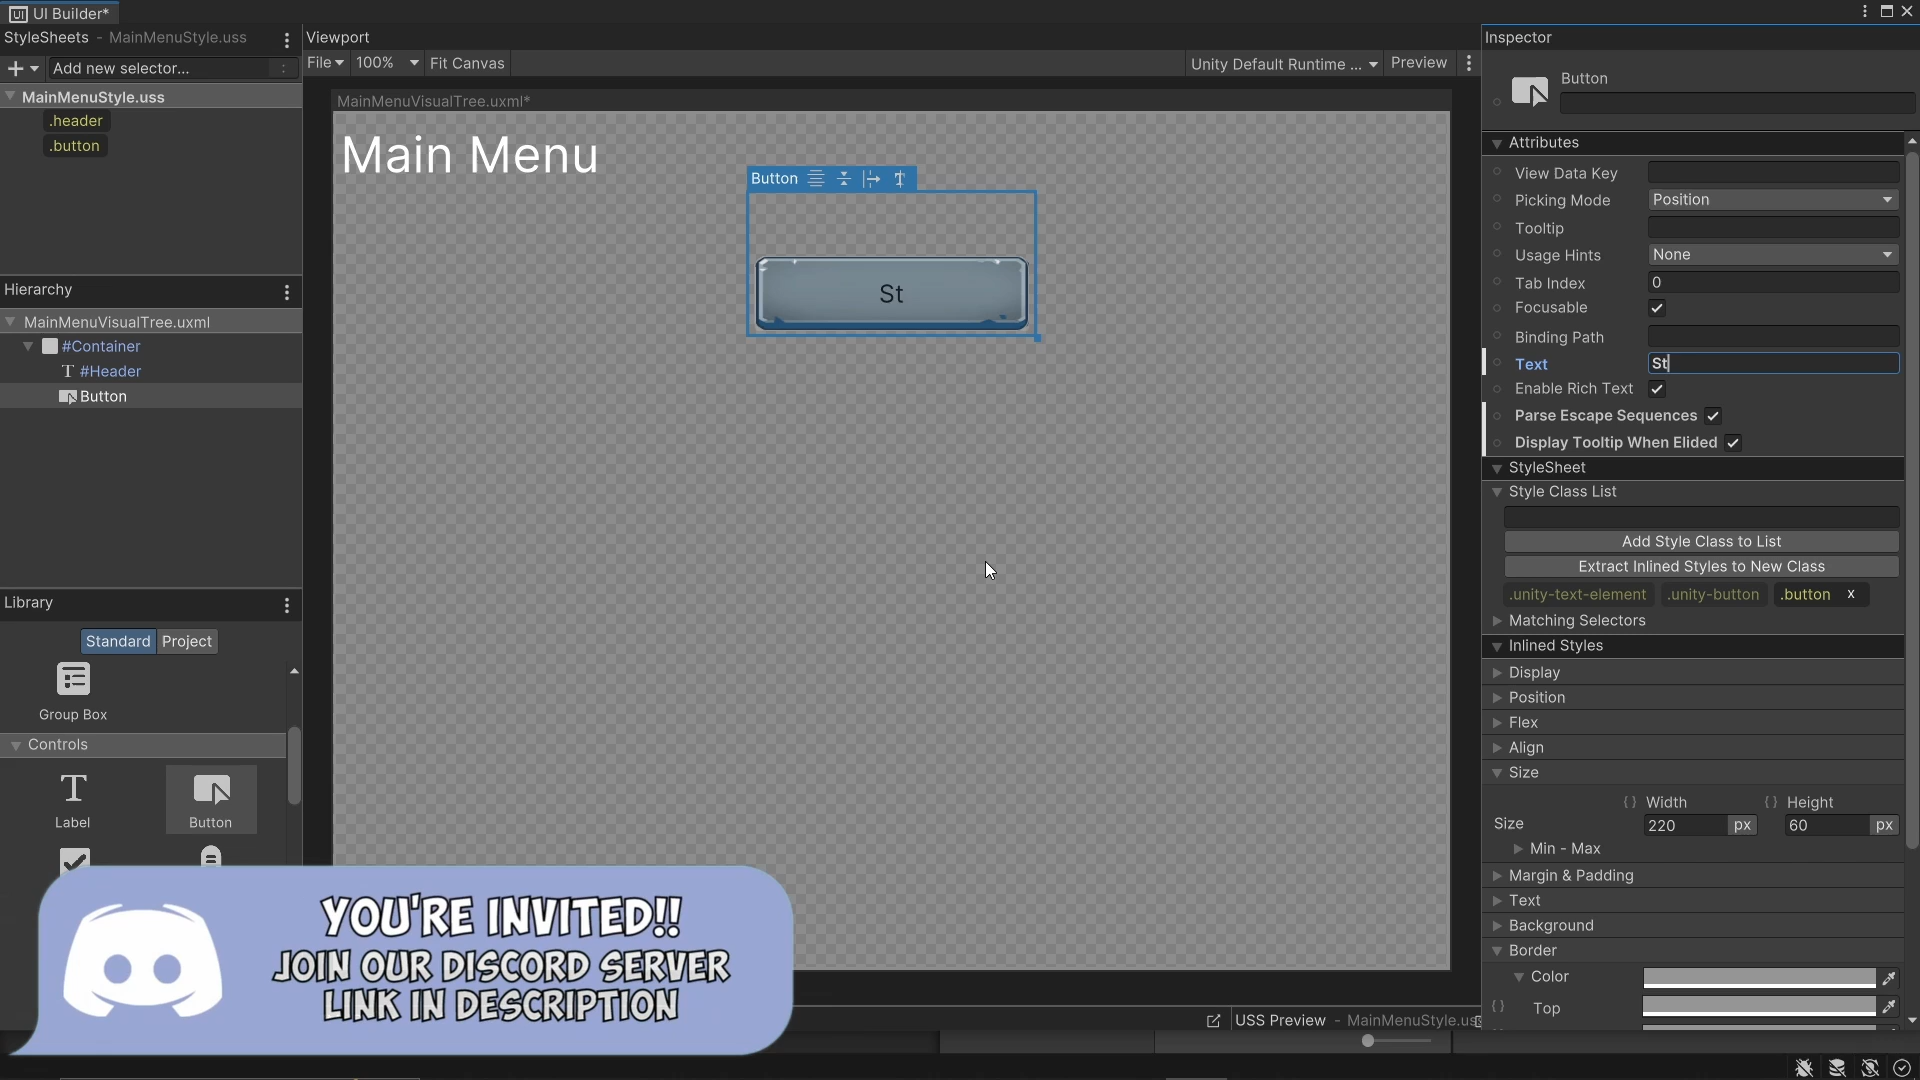 UI Builder*
StyleSheets - MainMenuStyle.uss
Add new selector...
MainMenuStyle.uss
.header
.button
Hierarchy
MainMenuVisualTree.uxml
#Container
#Header
Button
Library
Standard
Project
Group Box
Controls
Label
Button
Viewport
File
100%
Fit Canvas
Unity Default Runtime ...
Preview
MainMenuVisualTree.uxml*
Main Menu
Button
St
YOU'RE INVITED!!
JOIN OUR DISCORD SERVER
LINK IN DESCRIPTION
USS Preview - MainMenuStyle.us
Inspector
Button
Attributes
View Data Key
Picking Mode Position
Tooltip
Usage Hints None
Tab Index 0
Focusable
Binding Path
Text St
Enable Rich Text
Parse Escape Sequences
Display Tooltip When Elided
StyleSheet
Style Class List
Add Style Class to List
Extract Inlined Styles to New Class
.unity-text-element .unity-button .button x
Matching Selectors
Inlined Styles
Display
Position
Flex
Align
Size
Width Height
Size 220 px 60 px
Min - Max
Margin & Padding
Text
Background
Border
Color
Top